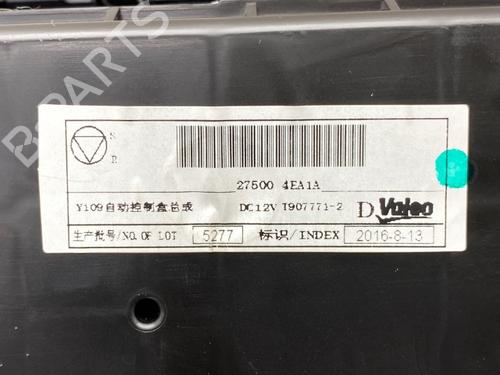 S
R
27500 4EA1A
Y109自动控制盒总成 DC12V T907771-2 D Valeo
生产批号/NO.OF LOT 5277 标识/INDEX 2016-8-13
B-PARTS